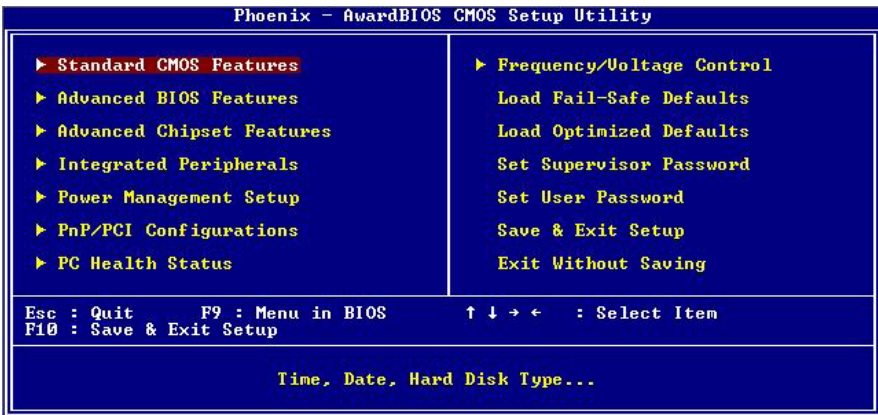 Phoenix - AwardBIOS CMOS Setup Utility
▶ Standard CMOS Features
▶ Advanced BIOS Features
▶ Advanced Chipset Features
▶ Integrated Peripherals
▶ Power Management Setup
▶ PnP/PCI Configurations
▶ PC Health Status
▶ Frequency/Voltage Control
Load Fail-Safe Defaults
Load Optimized Defaults
Set Supervisor Password
Set User Password
Save & Exit Setup
Exit Without Saving
Esc : Quit F9 : Menu in BIOS ↑ ↓ → ← : Select Item
F10 : Save & Exit Setup
Time, Date, Hard Disk Type...